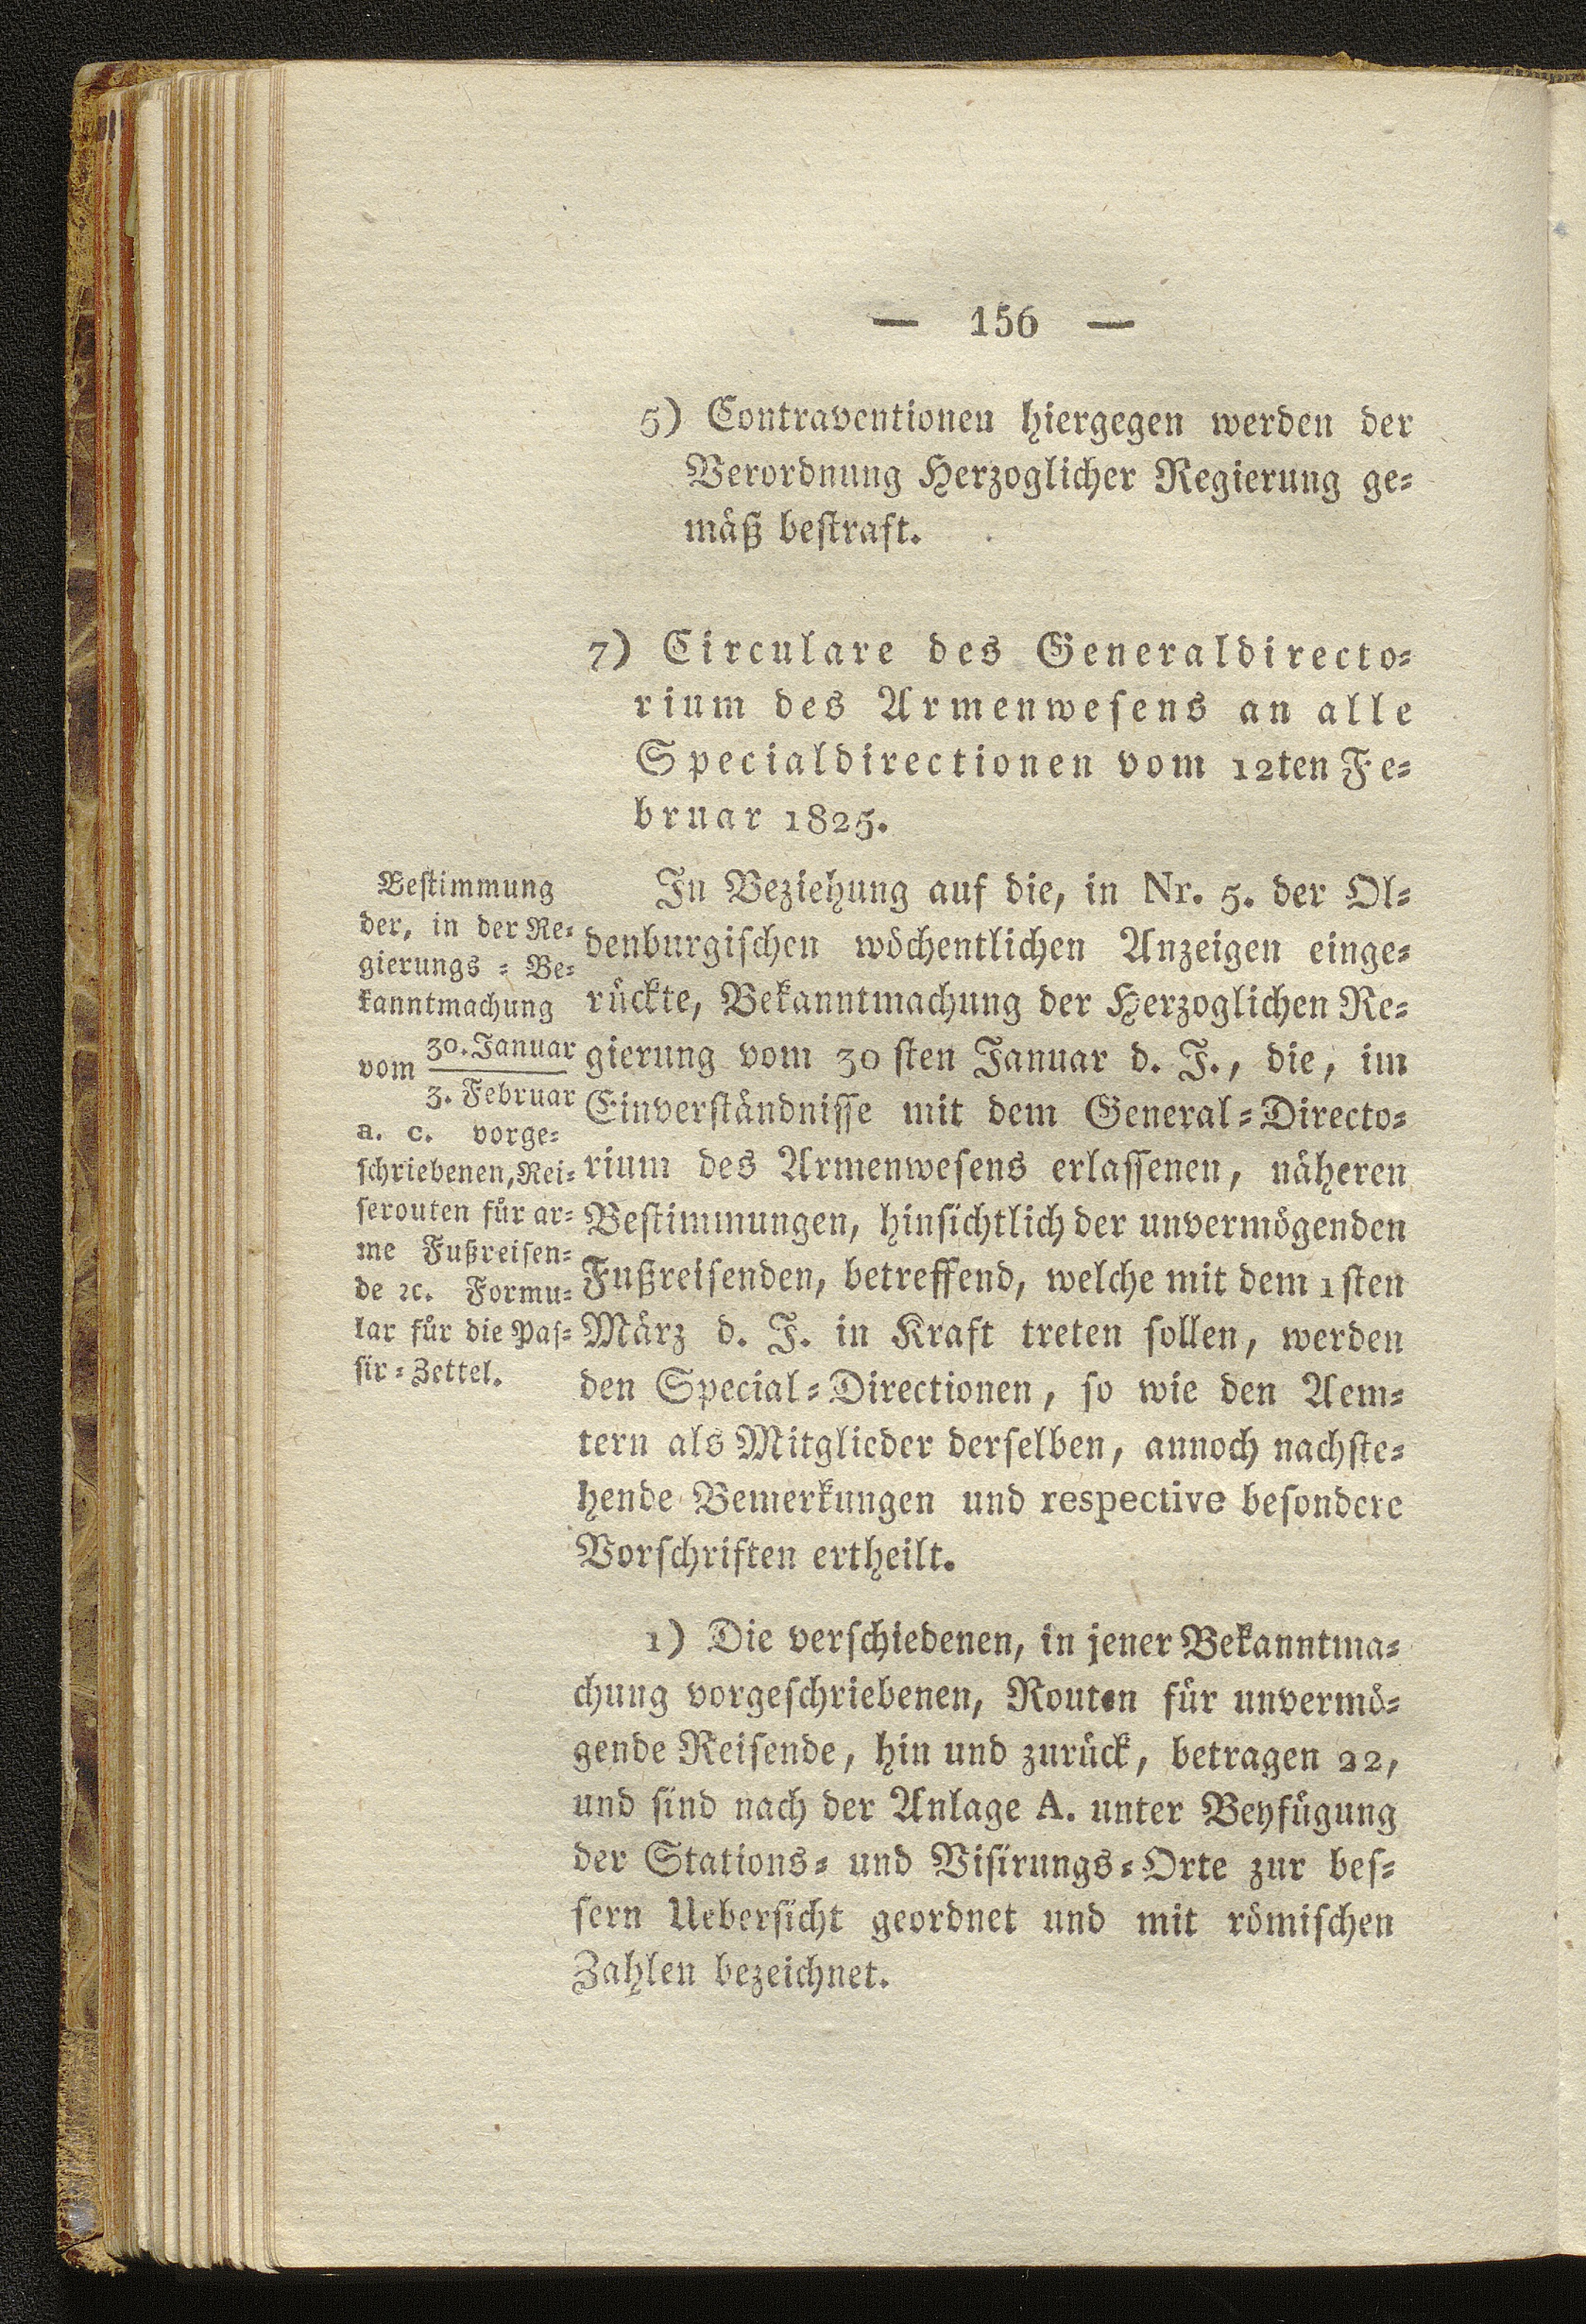 — 156 —
5) Contraventionen hiergegen werden der
Verordnung Herzoglicher Regierung ge=
mäß bestraft.
7) Circulare des Generaldirecto=
rium des Armenwesens an alle
Specialdirectionen vom 12ten Fe=
bruar 1825.
Bestimmung
der, in der Re=
gierungs = Be=
kanntmachung
vom 30. Januar
3. Februar
a. c. vorge=
schriebenen, Rei=
serouten für ar=
me Fußreisen=
de ꝛc. Formu=
lar für die Pas=
sir = Zettel.
In Beziehung auf die, in Nr. 5. der Ol=
denburgischen wöchentlichen Anzeigen einge=
rückte, Bekanntmachung der Herzoglichen Re=
gierung vom 30sten Januar d. J., die, im
Einverständnisse mit dem General=Directo=
rium des Armenwesens erlassenen, näheren
Bestimmungen, hinsichtlich der unvermögenden
Fußreisenden, betreffend, welche mit dem 1sten
März d. J. in Kraft treten sollen, werden
den Special=Directionen, so wie den Aem=
tern als Mitglieder derselben, annoch nachste=
hende Bemerkungen und respective besondere
Vorschriften ertheilt.
1) Die verschiedenen, in jener Bekanntma=
chung vorgeschriebenen, Routen für unvermö=
gende Reisende, hin und zurück, betragen 22,
und sind nach der Anlage A. unter Beyfügung
der Stations= und Visirungs=Orte zur bes=
sern Uebersicht geordnet und mit römischen
Zahlen bezeichnet.